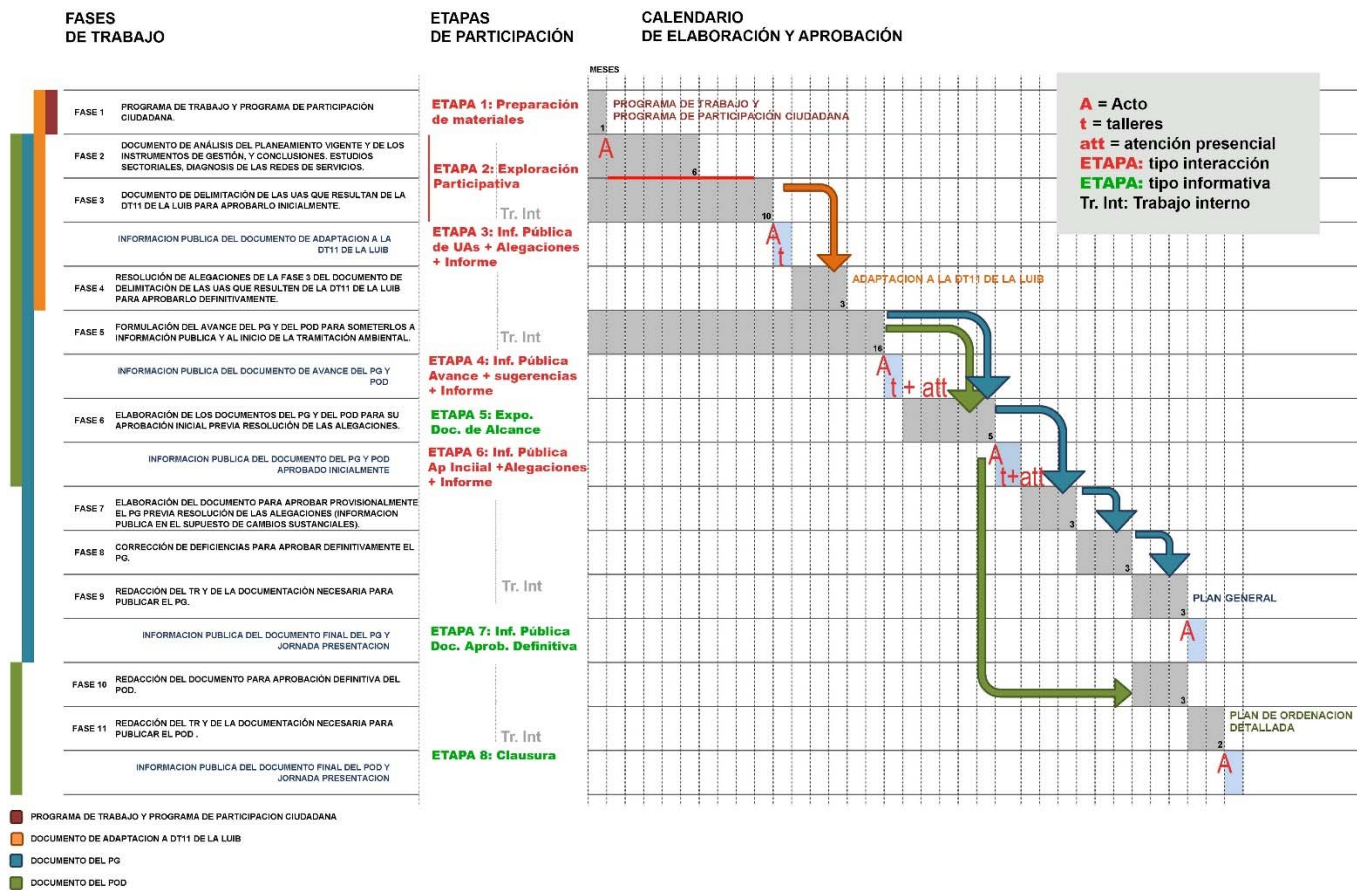 FASES
DE TRABAJO
ETAPAS
DE PARTICIPACIÓN
CALENDARIO
DE ELABORACIÓN Y APROBACIÓN
MESES
A = Acto
t = talleres
att = atención presencial
ETAPA: tipo interacción
ETAPA: tipo informativa
Tr. Int: Trabajo interno
FASE 1
PROGRAMA DE TRABAJO Y PROGRAMA DE PARTICIPACIÓN
CIUDADANA.
ETAPA 1: Preparación
de materiales
1
PROGRAMA DE TRABAJO Y
PROGRAMA DE PARTICIPACIÓN CIUDADANA
FASE 2
DOCUMENTO DE ANÁLISIS DEL PLANEAMIENTO VIGENTE Y DE LOS
INSTRUMENTOS DE GESTIÓN, Y CONCLUSIONES. ESTUDIOS
SECTORIALES, DIAGNOSIS DE LAS REDES DE SERVICIOS.
ETAPA 2: Exploración
Participativa
A
6
FASE 3
DOCUMENTO DE DELIMITACIÓN DE LAS UAS QUE RESULTAN DE LA
DT11 DE LA LUIB PARA APROBARLO INICIALMENTE.
Tr. Int
10
INFORMACION PUBLICA DEL DOCUMENTO DE ADAPTACION A LA
DT11 DE LA LUIB
ETAPA 3: Inf. Pública
de UAs + Alegaciones
+ Informe
A
t
FASE 4
RESOLUCIÓN DE ALEGACIONES DE LA FASE 3 DEL DOCUMENTO DE
DELIMITACIÓN DE LAS UAS QUE RESULTEN DE LA DT11 DE LA LUIB
PARA APROBARLO DEFINITIVAMENTE.
3
ADAPTACION A LA DT11 DE LA LUIB
FASE 5
FORMULACIÓN DEL AVANCE DEL PG Y DEL POD PARA SOMETERLOS A
INFORMACIÓN PUBLICA Y AL INICIO DE LA TRAMITACIÓN AMBIENTAL.
Tr. Int
16
INFORMACION PUBLICA DEL DOCUMENTO DE AVANCE DEL PG Y
POD
ETAPA 4: Inf. Pública
Avance + sugerencias
+ Informe
A
t + att
FASE 6
ELABORACIÓN DE LOS DOCUMENTOS DEL PG Y DEL POD PARA SU
APROBACIÓN INICIAL PREVIA RESOLUCIÓN DE LAS ALEGACIONES.
ETAPA 5: Expo.
Doc. de Alcance
5
INFORMACION PUBLICA DEL DOCUMENTO DEL PG Y POD
APROBADO INICIALMENTE
ETAPA 6: Inf. Pública
Ap Inciial +Alegaciones
+ Informe
A
t+att
FASE 7
ELABORACIÓN DEL DOCUMENTO PARA APROBAR PROVISIONALMENTE
EL PG PREVIA RESOLUCIÓN DE LAS ALEGACIONES (INFORMACION
PUBLICA EN EL SUPUESTO DE CAMBIOS SUSTANCIALES).
3
FASE 8
CORRECCIÓN DE DEFICIENCIAS PARA APROBAR DEFINITIVAMENTE EL
PG.
3
FASE 9
REDACCIÓN DEL TR Y DE LA DOCUMENTACIÓN NECESARIA PARA
PUBLICAR EL PG.
Tr. Int
3
PLAN GENERAL
INFORMACION PUBLICA DEL DOCUMENTO FINAL DEL PG Y
JORNADA PRESENTACION
ETAPA 7: Inf. Pública
Doc. Aprob. Definitiva
A
FASE 10
REDACCIÓN DEL DOCUMENTO PARA APROBACIÓN DEFINITIVA DEL
POD.
3
FASE 11
REDACCIÓN DEL TR Y DE LA DOCUMENTACIÓN NECESARIA PARA
PUBLICAR EL POD .
Tr. Int
2
PLAN DE ORDENACION
DETALLADA
INFORMACION PUBLICA DEL DOCUMENTO FINAL DEL POD Y
JORNADA PRESENTACION
ETAPA 8: Clausura
A
PROGRAMA DE TRABAJO Y PROGRAMA DE PARTICIPACION CIUDADANA
DOCUMENTO DE ADAPTACION A DT11 DE LA LUIB
DOCUMENTO DEL PG
DOCUMENTO DEL POD